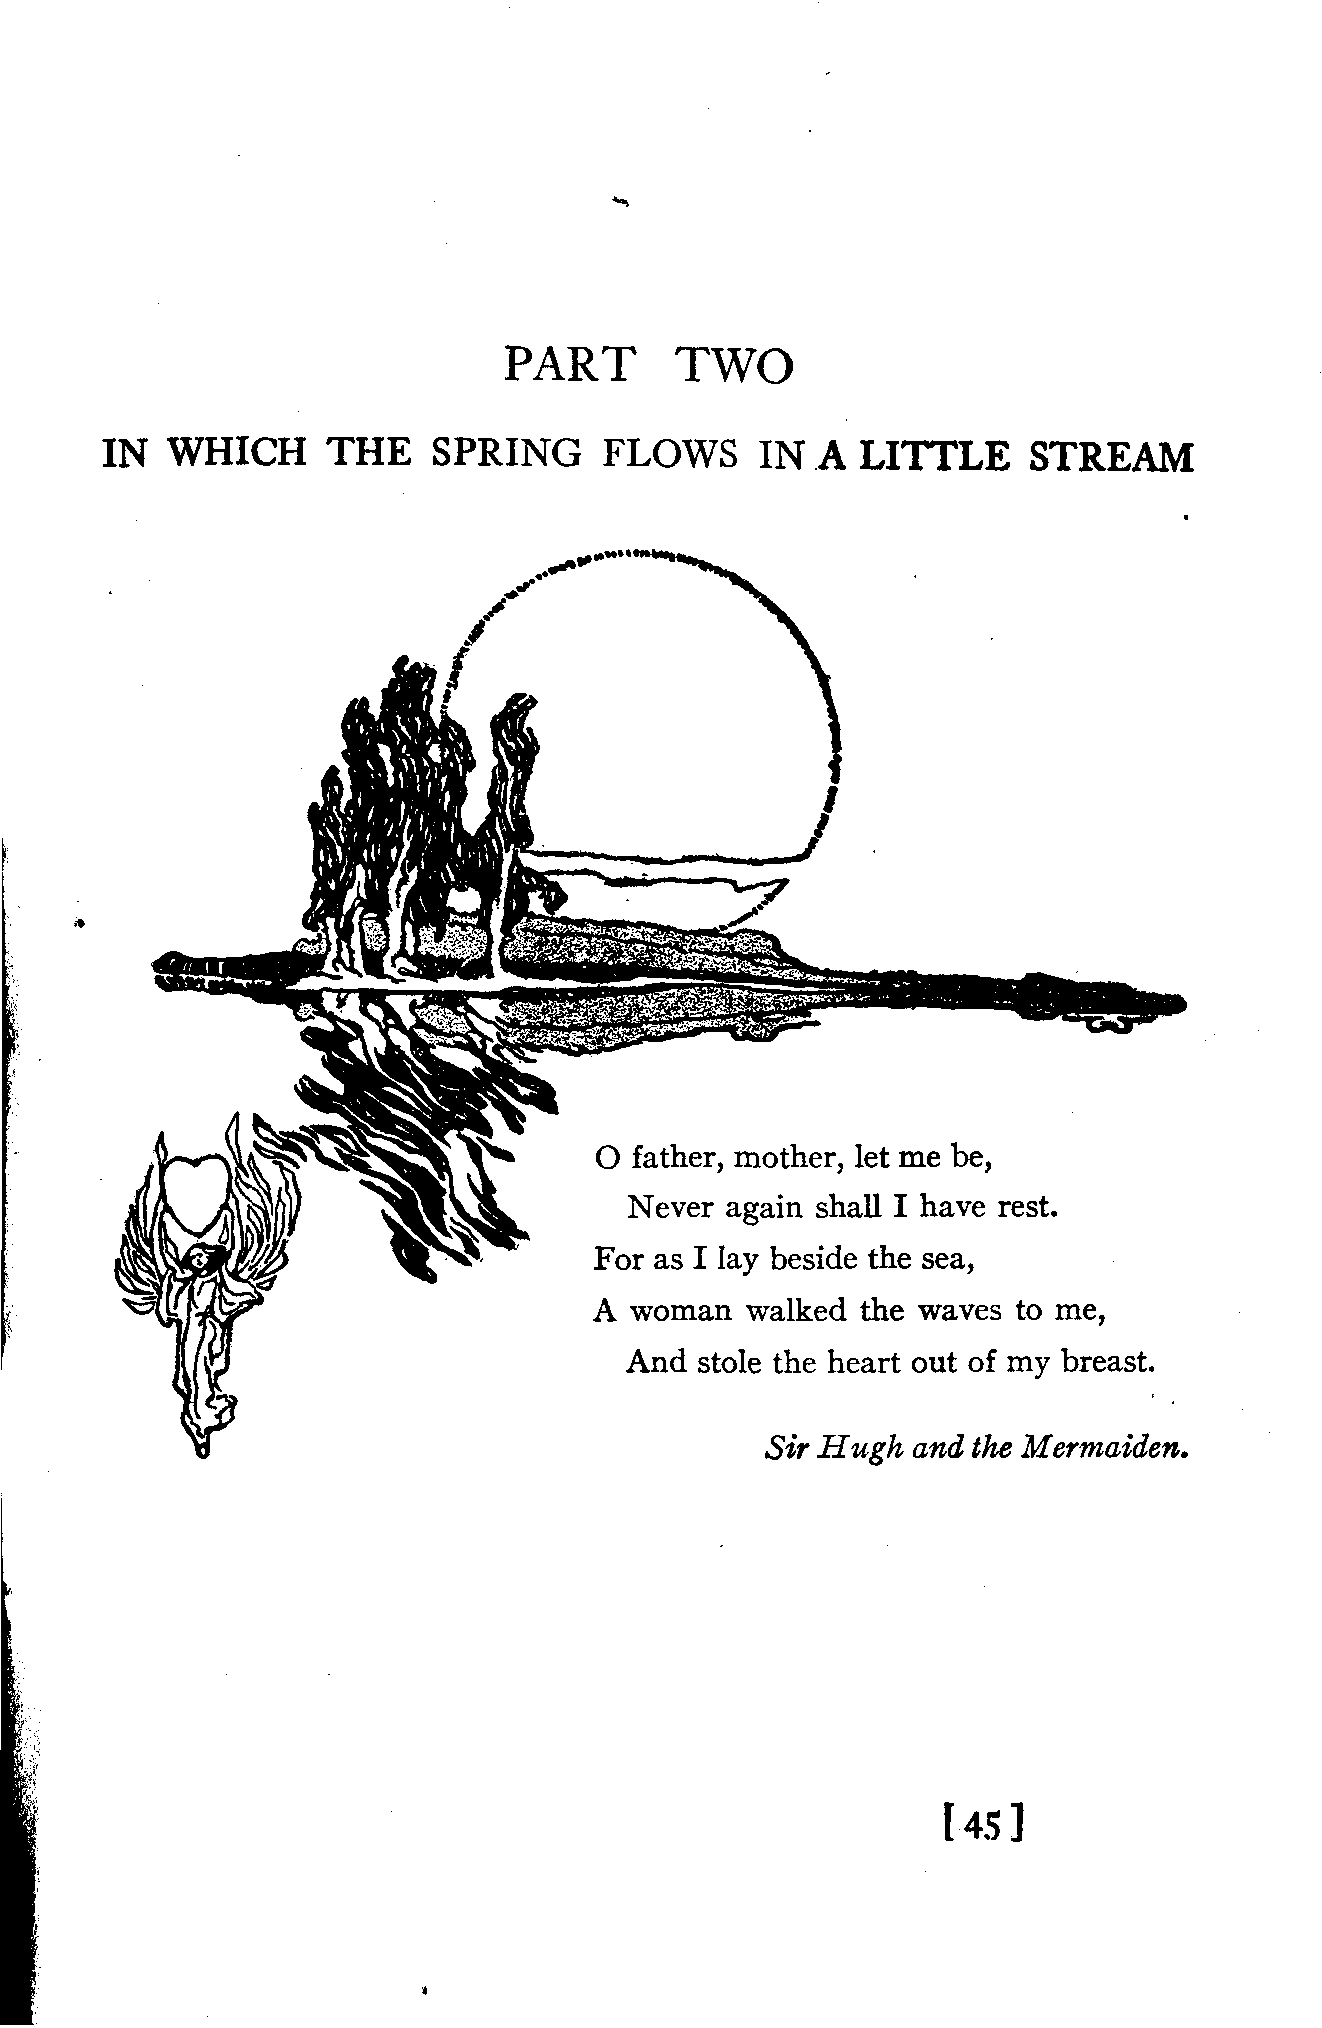 PART TWO
IN WHICH THE SPRING FLOWS IN A LITTLE STREAM
O father, mother, let me be,
Never again shall I have rest.
For as I lay beside the sea,
A woman walked the waves to me,
And stole the heart out of my breast.
Sir Hugh and the Mermaiden.
[45]